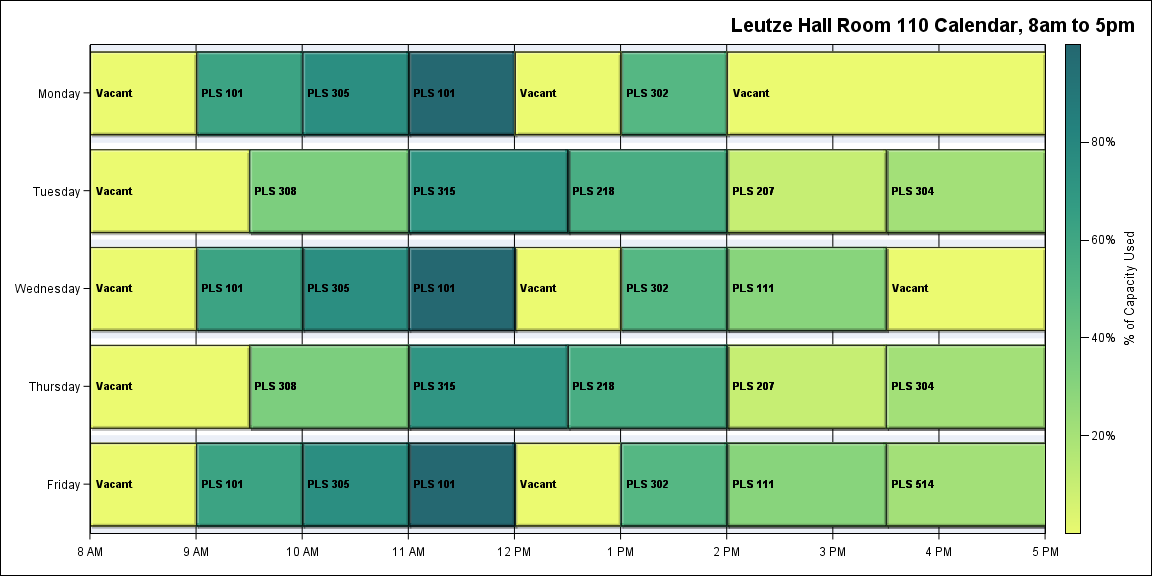 Leutze Hall Room 110 Calendar, 8am to 5pm
Monday
Vacant
PLS 101
PLS 305
PLS 101
Vacant
PLS 302
Vacant
Tuesday
Vacant
PLS 308
PLS 315
PLS 218
PLS 207
PLS 304
Wednesday
Vacant
PLS 101
PLS 305
PLS 101
Vacant
PLS 302
PLS 111
Vacant
Thursday
Vacant
PLS 308
PLS 315
PLS 218
PLS 207
PLS 304
Friday
Vacant
PLS 101
PLS 305
PLS 101
Vacant
PLS 302
PLS 111
PLS 514
8 AM
9 AM
10 AM
11 AM
12 PM
1 PM
2 PM
3 PM
4 PM
5 PM
80%
60%
40%
20%
% of Capacity Used